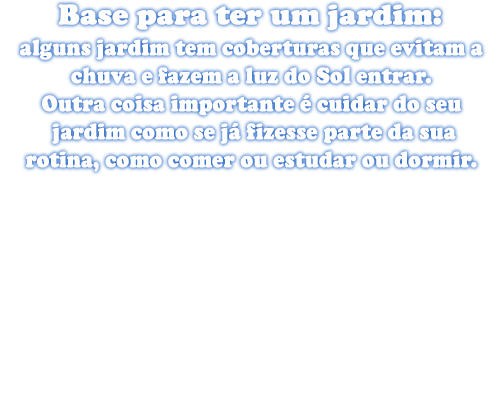 Base para ter um jardim:
alguns jardim tem coberturas que evitam a
chuva e fazem a luz do Sol entrar.
Outra coisa importante é cuidar do seu
jardim como se já fizesse parte da sua
rotina, como comer ou estudar ou dormir.